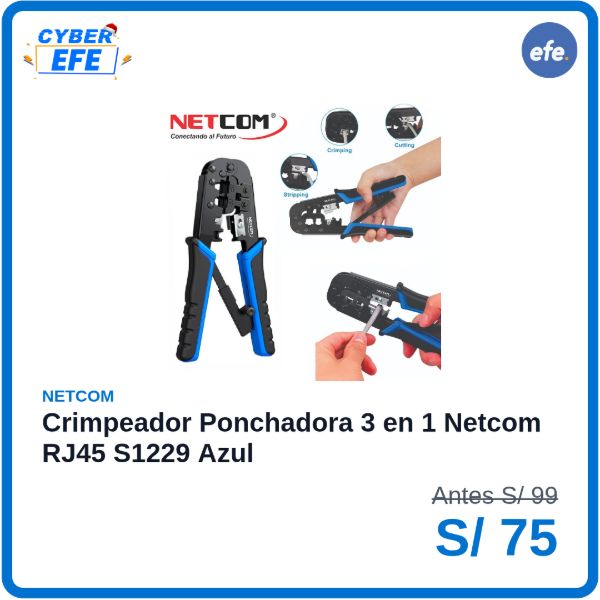 CYBER
EFE
efe.
NETCOM®
Conectando al Futuro
Crimping
Cutting
Stripping
NETCOM
NETCOM
Crimpeador Ponchadora 3 en 1 Netcom
RJ45 S1229 Azul
Antes S/ 99
S/ 75